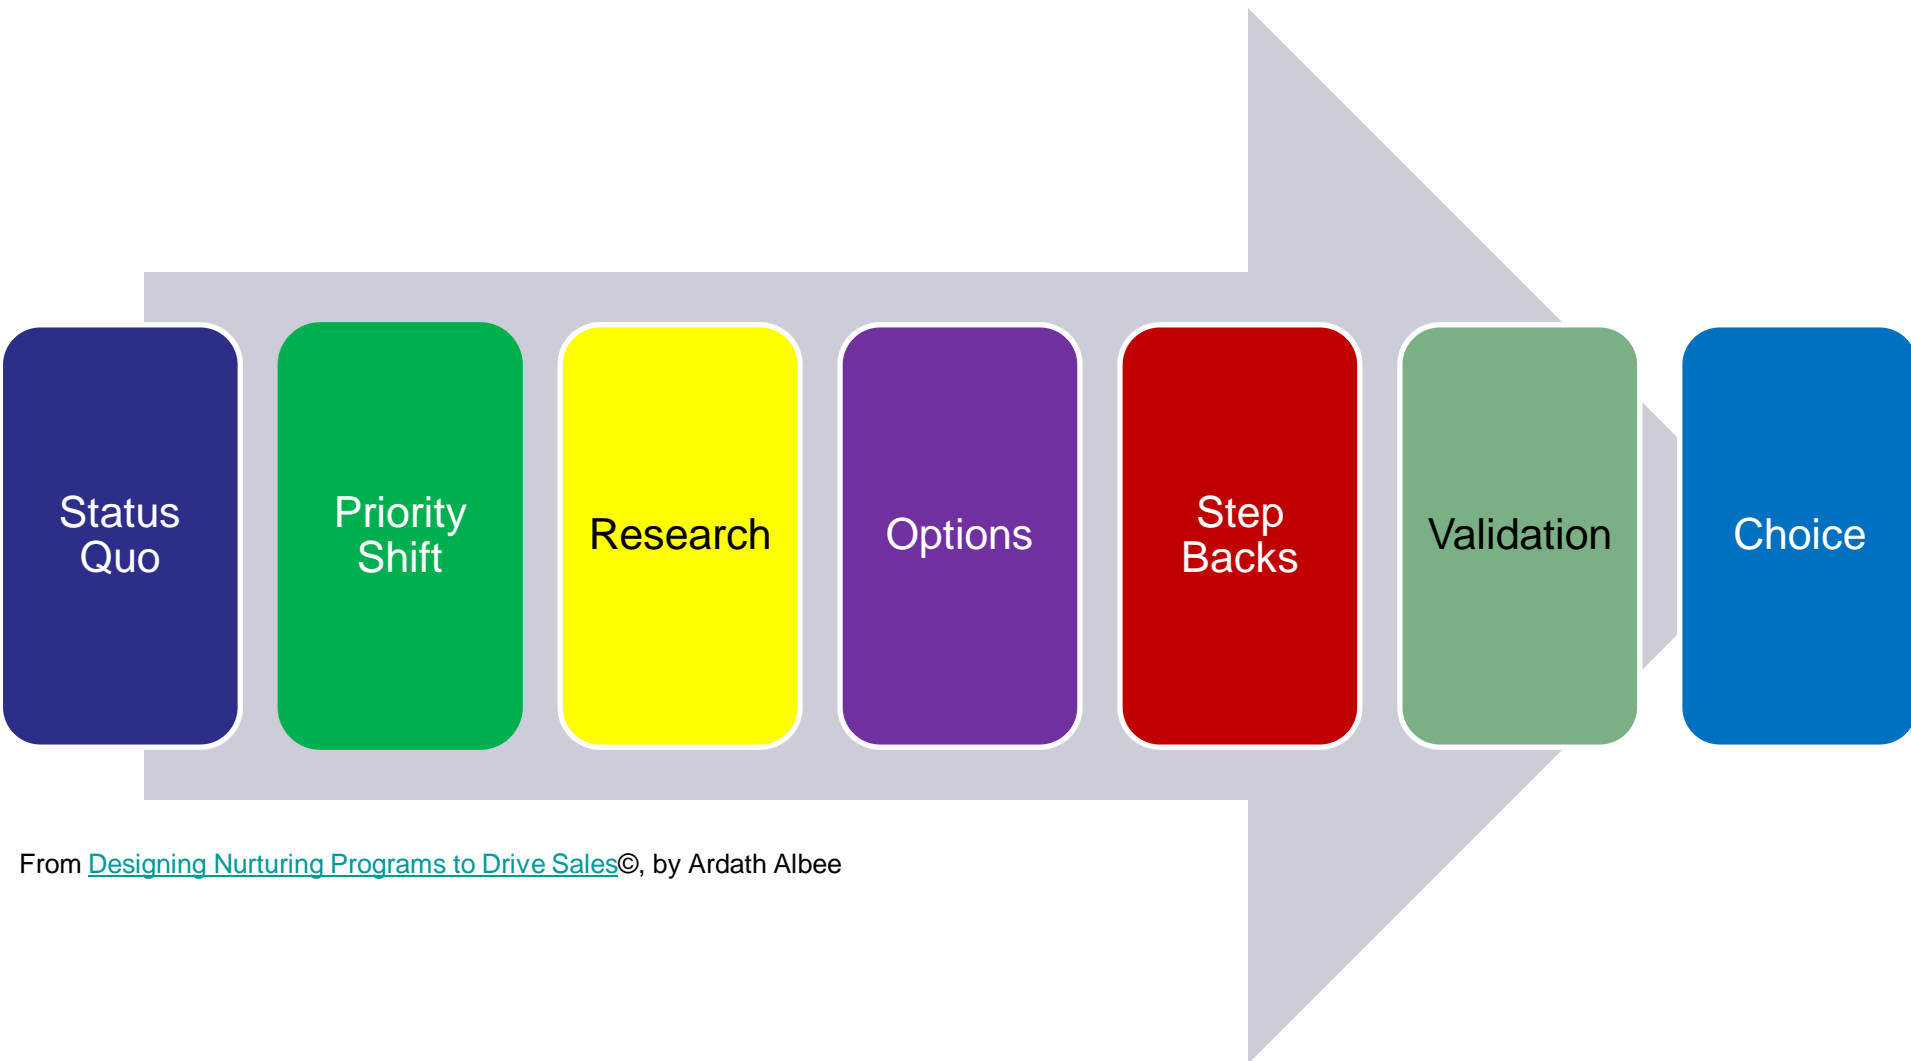 Status
Quo
Priority
Shift
Research
Options
Step
Backs
Validation
Choice
From Designing Nurturing Programs to Drive Sales©, by Ardath Albee